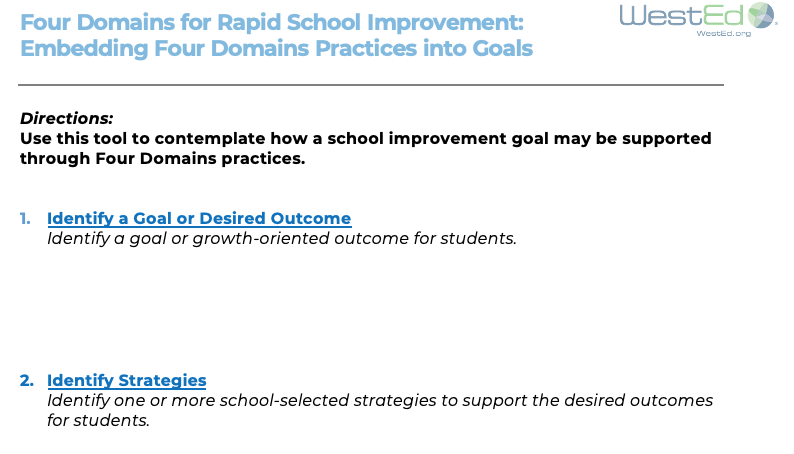 Four Domains for Rapid School Improvement:
Embedding Four Domains Practices into Goals
WestEd
WestEd.org
Directions:
Use this tool to contemplate how a school improvement goal may be supported
through Four Domains practices.
1. Identify a Goal or Desired Outcome
Identify a goal or growth-oriented outcome for students.
2. Identify Strategies
Identify one or more school-selected strategies to support the desired outcomes
for students.